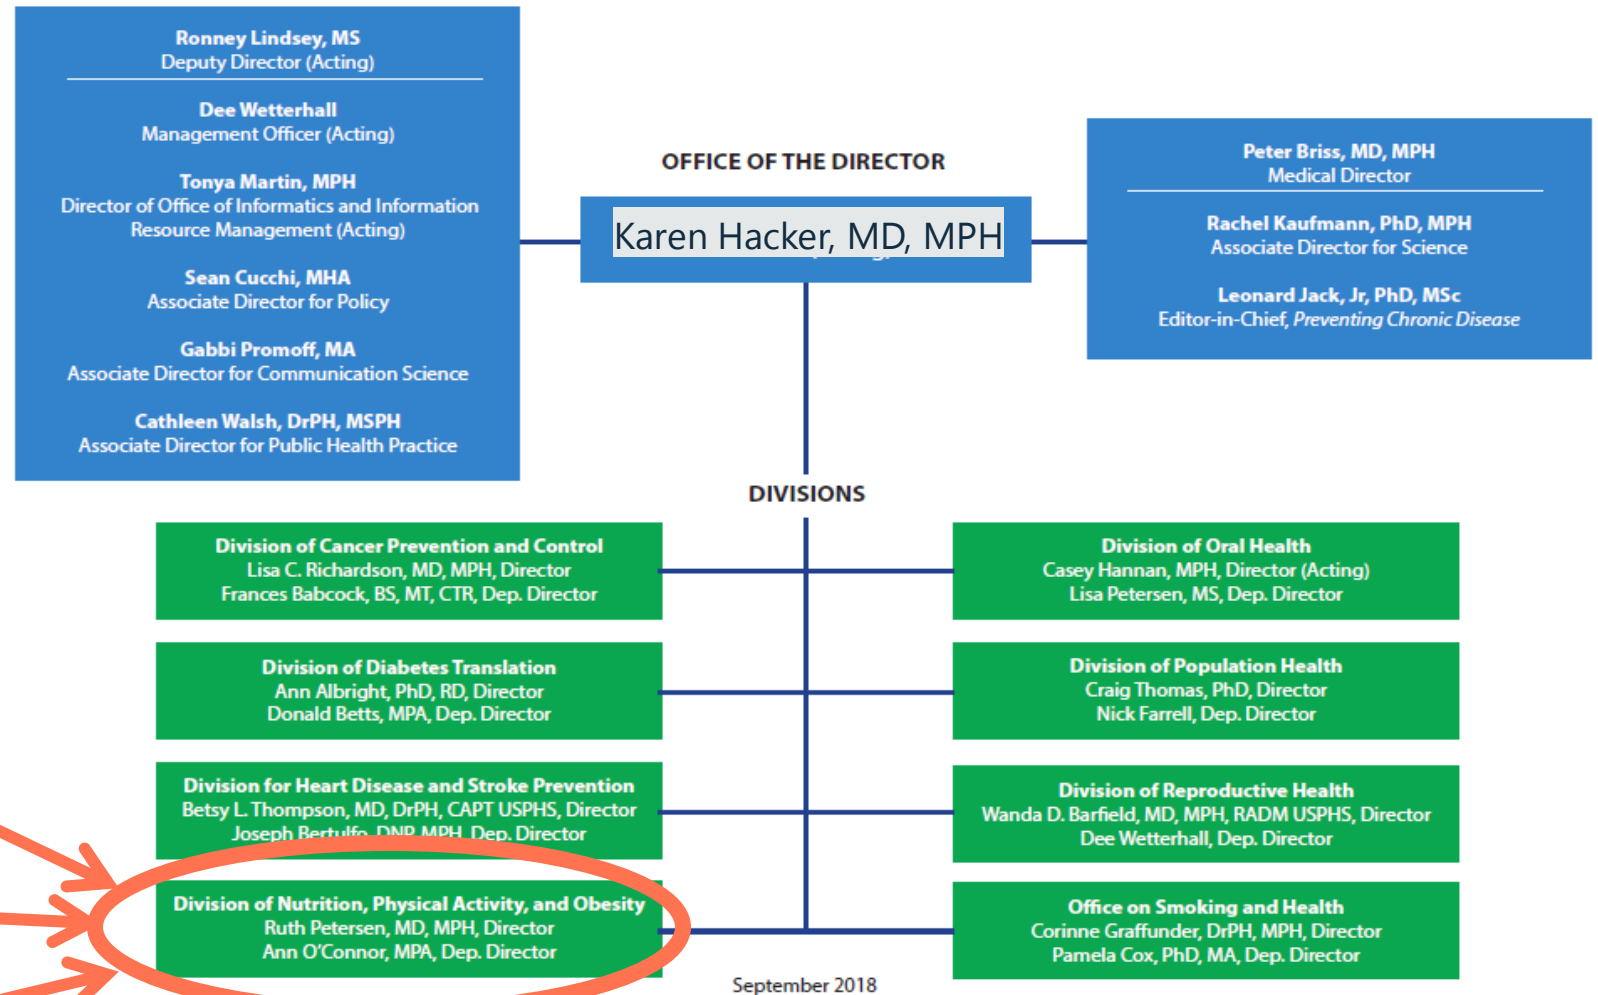 Ronney Lindsey, MS
Deputy Director (Acting)
Dee Wetterhall
Management Officer (Acting)
Tonya Martin, MPH
Director of Office of Informatics and Information
Resource Management (Acting)
Sean Cucchi, MHA
Associate Director for Policy
Gabbi Promoff, MA
Associate Director for Communication Science
Cathleen Walsh, DrPH, MSPH
Associate Director for Public Health Practice
OFFICE OF THE DIRECTOR
Karen Hacker, MD, MPH
Peter Briss, MD, MPH
Medical Director
Rachel Kaufmann, PhD, MPH
Associate Director for Science
Leonard Jack, Jr, PhD, MSc
Editor-in-Chief, Preventing Chronic Disease
DIVISIONS
Division of Cancer Prevention and Control
Lisa C. Richardson, MD, MPH, Director
Frances Babcock, BS, MT, CTR, Dep. Director
Division of Oral Health
Casey Hannan, MPH, Director (Acting)
Lisa Petersen, MS, Dep. Director
Division of Diabetes Translation
Ann Albright, PhD, RD, Director
Donald Betts, MPA, Dep. Director
Division of Population Health
Craig Thomas, PhD, Director
Nick Farrell, Dep. Director
Division for Heart Disease and Stroke Prevention
Betsy L. Thompson, MD, DrPH, CAPT USPHS, Director
Joseph Bertulfo, DNP, MPH, Dep. Director
Division of Reproductive Health
Wanda D. Barfield, MD, MPH, RADM USPHS, Director
Dee Wetterhall, Dep. Director
Division of Nutrition, Physical Activity, and Obesity
Ruth Petersen, MD, MPH, Director
Ann O'Connor, MPA, Dep. Director
Office on Smoking and Health
Corinne Graffunder, DrPH, MPH, Director
Pamela Cox, PhD, MA, Dep. Director
September 2018